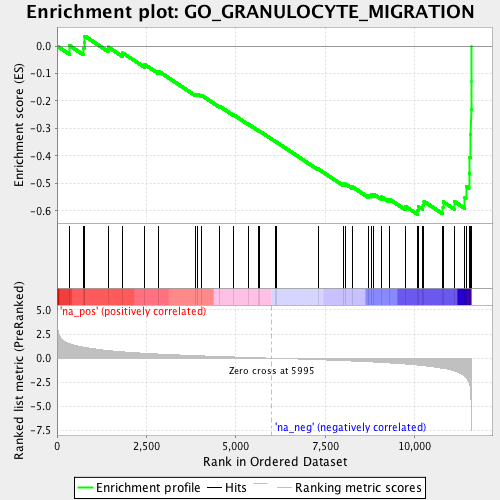 Enrichment plot: GO_GRANULOCYTE_MIGRATION
Enrichment score (ES)
0.0
-0.1
-0.2
-0.3
-0.4
-0.5
-0.6
'na_pos' (positively correlated)
Ranked list metric (PreRanked)
5.0
2.5
0.0
-2.5
-5.0
-7.5
Zero cross at 5995
'na_neg' (negatively correlated)
0
2,500
5,000
7,500
10,000
Rank in Ordered Dataset
Enrichment profile
Hits
Ranking metric scores